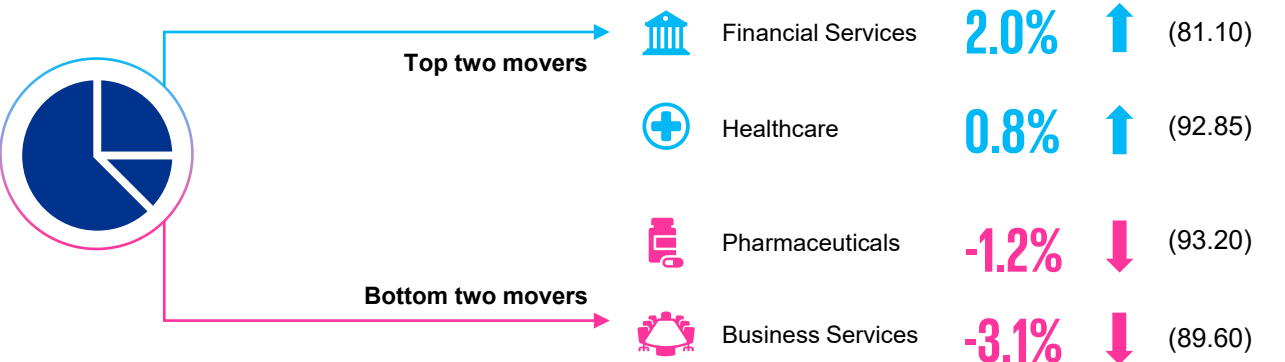 Financial Services 2.0% (81.10)
Top two movers
Healthcare 0.8% (92.85)
Pharmaceuticals -1.2% (93.20)
Bottom two movers
Business Services -3.1% (89.60)